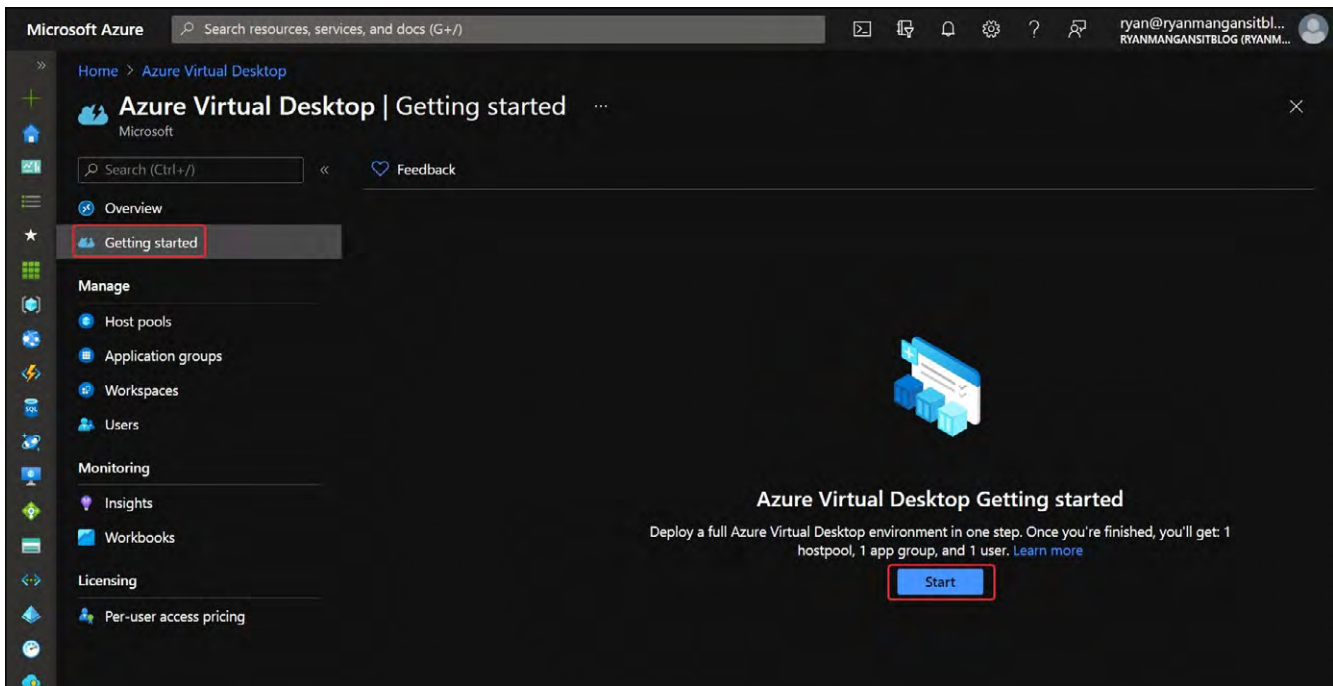 Microsoft Azure
Search resources, services, and docs (G+/)
ryan@ryanmangansitbl...
RYANMANGANSITBLOG (RYANM...
Home > Azure Virtual Desktop
Azure Virtual Desktop | Getting started ...
Microsoft
Search (Ctrl+/)
«
Feedback
Overview
Getting started
Manage
Host pools
Application groups
Workspaces
Users
Monitoring
Insights
Workbooks
Licensing
Per-user access pricing
Azure Virtual Desktop Getting started
Deploy a full Azure Virtual Desktop environment in one step. Once you're finished, you'll get: 1
hostpool, 1 app group, and 1 user. Learn more
Start